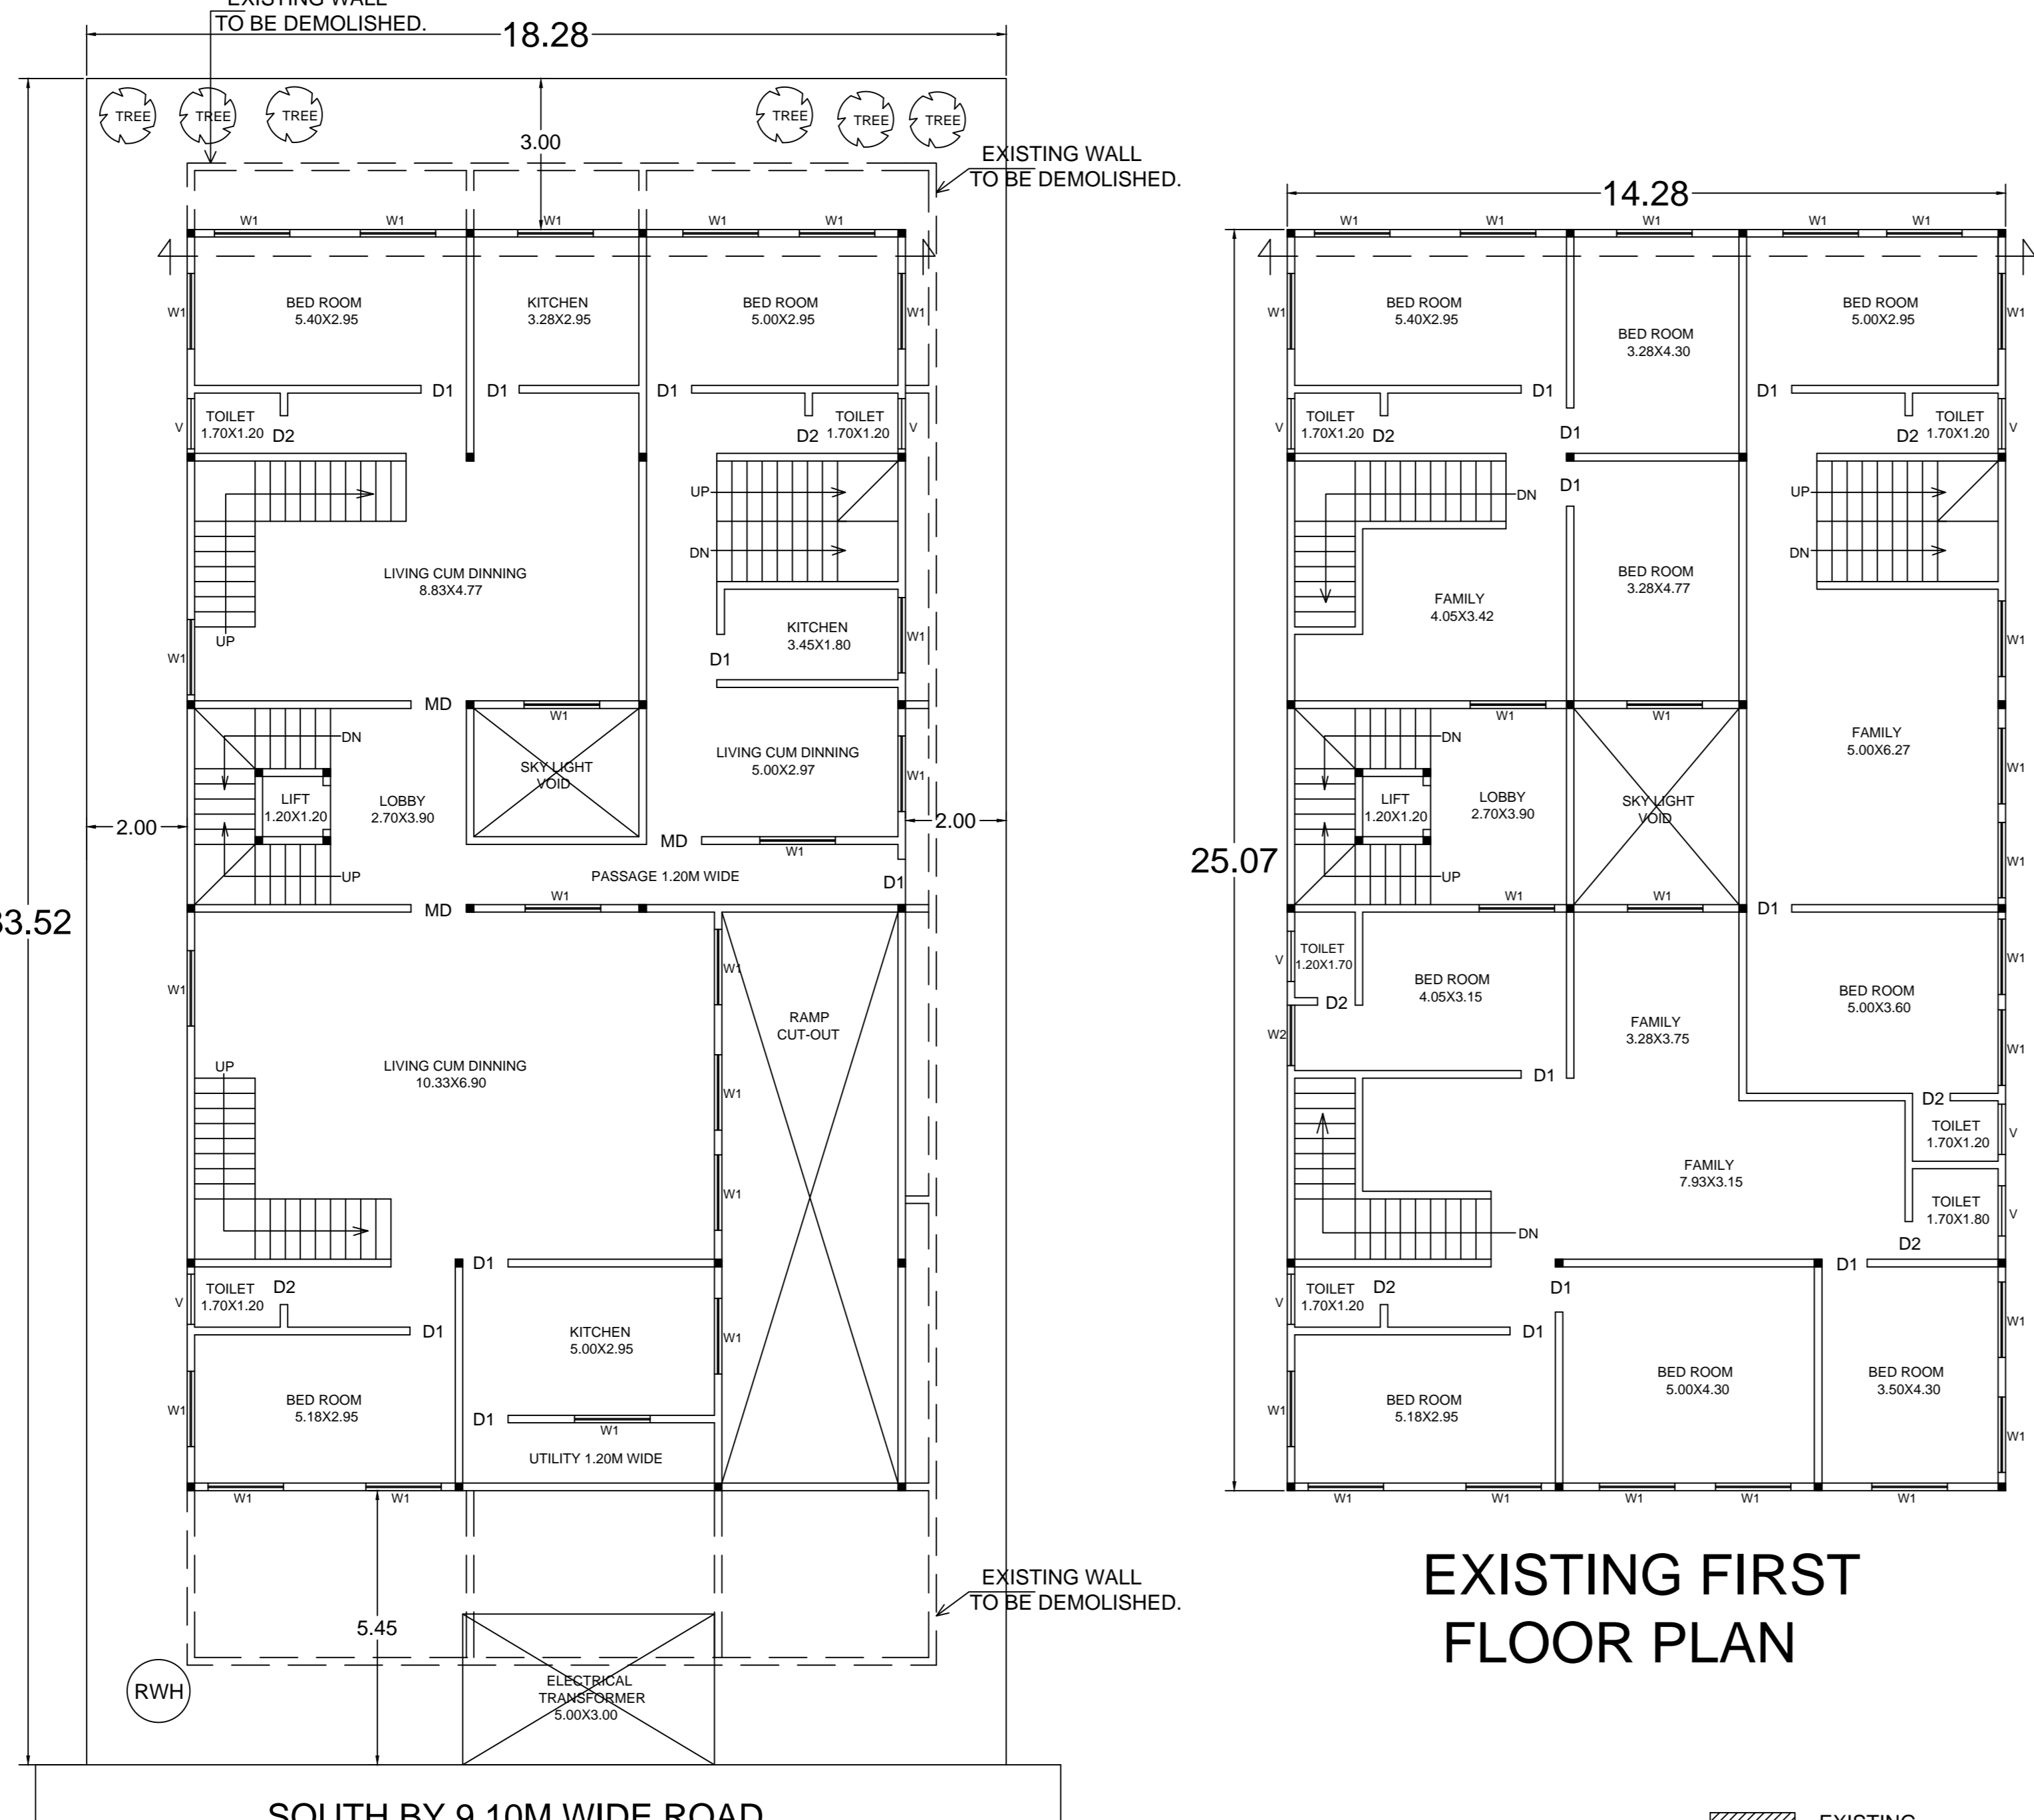 EXISTING WALL
TO BE DEMOLISHED.
18.28
TREE
TREE
TREE
TREE
TREE
TREE
3.00
EXISTING WALL
TO BE DEMOLISHED.
W1
W1
W1
W1
W1
W1
BED ROOM
5.40X2.95
KITCHEN
3.28X2.95
BED ROOM
5.00X2.95
W1
D1
D1
D1
V
TOILET
1.70X1.20
D2
D2
TOILET
1.70X1.20
V
UP
DN
UP
LIVING CUM DINNING
8.83X4.77
KITCHEN
3.45X1.80
W1
W1
D1
MD
W1
DN
SKY LIGHT
VOID
LIVING CUM DINNING
5.00X2.97
W1
LIFT
1.20X1.20
LOBBY
2.70X3.90
2.00
2.00
MD
W1
UP
PASSAGE 1.20M WIDE
D1
MD
W1
33.52
W1
W1
RAMP
CUT-OUT
UP
LIVING CUM DINNING
10.33X6.90
W1
W1
D1
V
TOILET
1.70X1.20
D2
D1
KITCHEN
5.00X2.95
W1
W1
BED ROOM
5.18X2.95
D1
W1
UTILITY 1.20M WIDE
W1
W1
5.45
EXISTING WALL
TO BE DEMOLISHED.
RWH
ELECTRICAL
TRANSFORMER
5.00X3.00
SOUTH BY 9.10M WIDE ROAD
14.28
W1
W1
W1
W1
W1
W1
BED ROOM
5.40X2.95
BED ROOM
3.28X4.30
BED ROOM
5.00X2.95
W1
D1
D1
V
TOILET
1.70X1.20
D2
D1
D2
TOILET
1.70X1.20
V
DN
D1
UP
DN
FAMILY
4.05X3.42
BED ROOM
3.28X4.77
W1
W1
W1
DN
FAMILY
5.00X6.27
W1
LIFT
1.20X1.20
LOBBY
2.70X3.90
SKY LIGHT
VOID
25.07
W1
UP
W1
W1
D1
V
TOILET
1.20X1.70
D2
BED ROOM
4.05X3.15
FAMILY
3.28X3.75
BED ROOM
5.00X3.60
W1
W2
W1
D1
D2
TOILET
1.70X1.20
V
FAMILY
7.93X3.15
TOILET
1.70X1.80
V
DN
D2
D1
V
TOILET
1.70X1.20
D2
D1
D1
W1
BED ROOM
5.00X4.30
BED ROOM
3.50X4.30
W1
BED ROOM
5.18X2.95
W1
W1
W1
W1
W1
W1
EXISTING FIRST
FLOOR PLAN
EXISTING